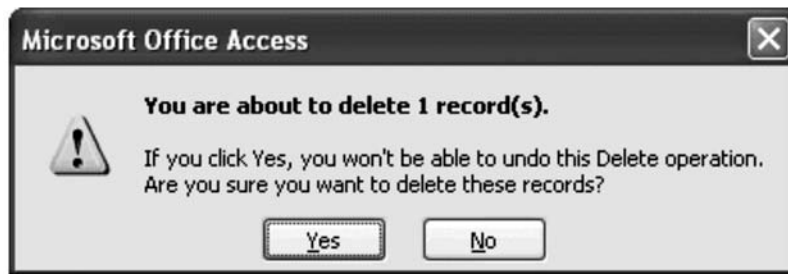 Microsoft Office Access
You are about to delete 1 record(s).
If you click Yes, you won't be able to undo this Delete operation.
Are you sure you want to delete these records?
Yes No